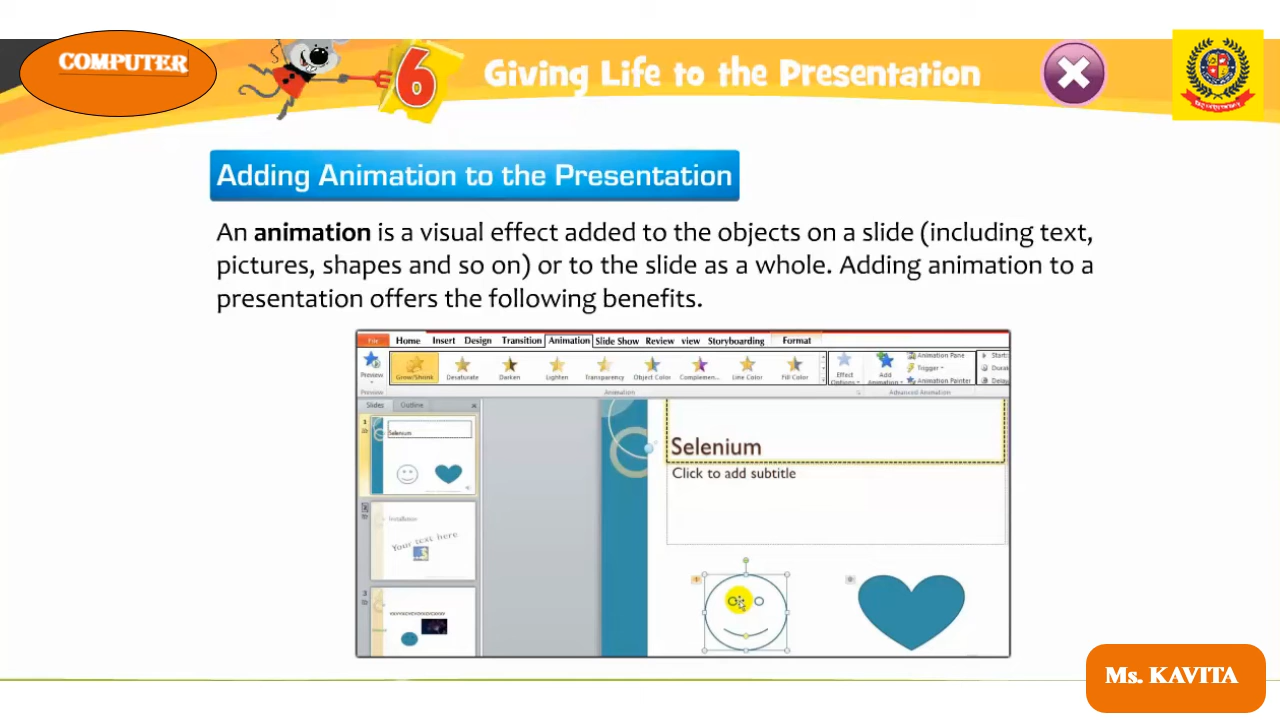 COMPUTER
6
Giving Life to the Presentation
Adding Animation to the Presentation
An animation is a visual effect added to the objects on a slide (including text,
pictures, shapes and so on) or to the slide as a whole. Adding animation to a
presentation offers the following benefits.
File Home Insert Design Transition Animation Slide Show Review view Storyboarding Format
Preview Grow/Shrink Desaturate Darken Lighten Transparency Object Color Complemen... Line Color Fill Color Effect Options Add Animation Animation Pane
Trigger
Animation Painter
Preview Animation Advanced Animation
Slides Outline
1
Selenium
Installation
Your text here
3
Selenium
Click to add subtitle
Ms. KAVITA